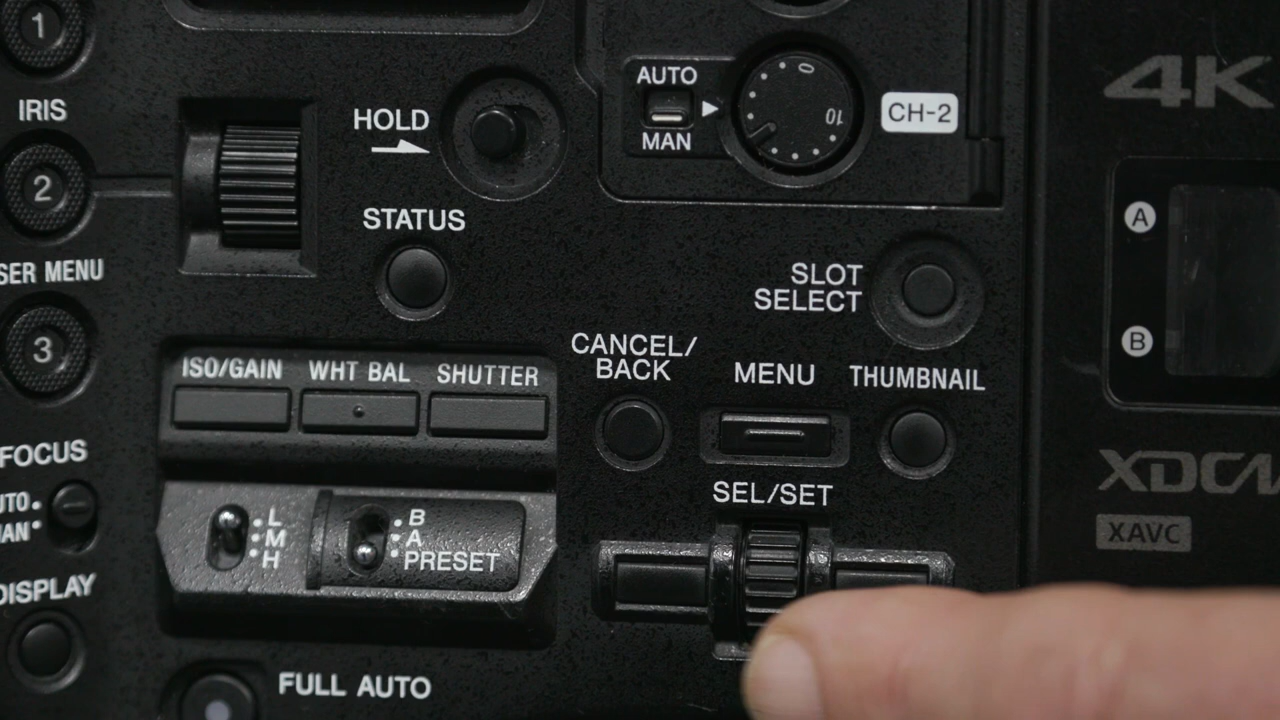 1
IRIS
2
SER MENU
3
FOCUS
UTO
AN
DISPLAY
HOLD
STATUS
AUTO
MAN
0
10
CH-2
SLOT
SELECT
ISO/GAIN
WHT BAL
SHUTTER
CANCEL/
BACK
MENU
THUMBNAIL
SEL/SET
L
M
H
B
A
PRESET
FULL AUTO
4K
A
B
XDCA
XAVC